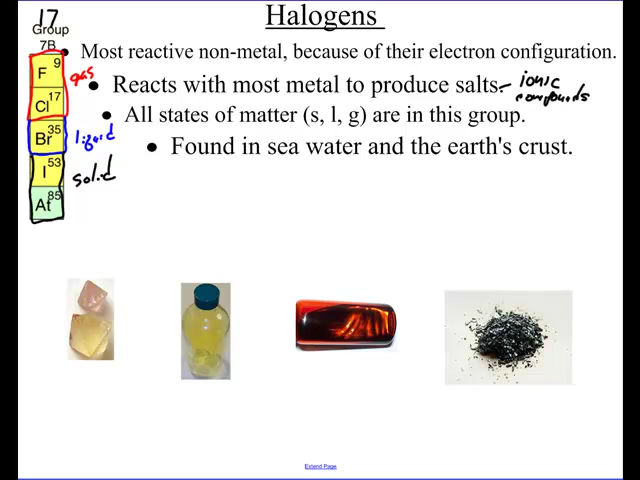 Halogens
17
Group
7B
F 9
Cl 17
Br 35
I 53
At 85
gas
liquid
solid
• Most reactive non-metal, because of their electron configuration.
• Reacts with most metal to produce salts - ionic compounds
• All states of matter (s, l, g) are in this group.
• Found in sea water and the earth's crust.
Extend Page